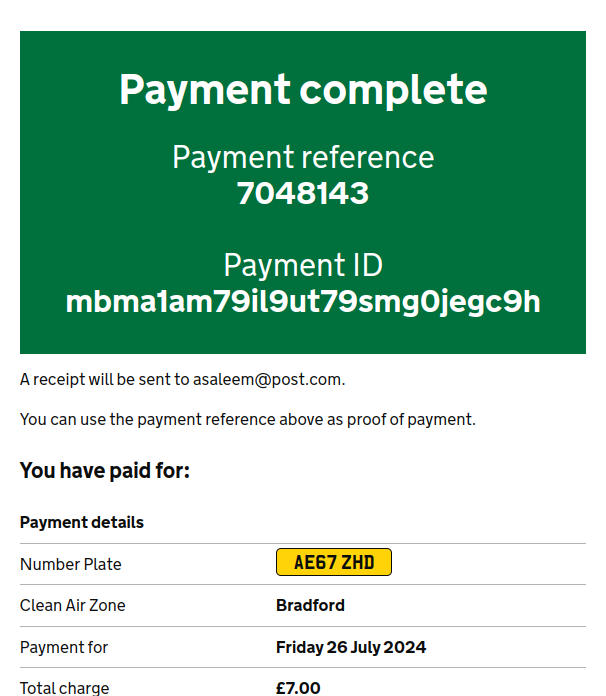 Payment complete
Payment reference
7048143
Payment ID
mbma1am79il9ut79smg0jegc9h
A receipt will be sent to asaleem@post.com.
You can use the payment reference above as proof of payment.
You have paid for:
Payment details
Number Plate AE67 ZHD
Clean Air Zone Bradford
Payment for Friday 26 July 2024
Total charge £7.00